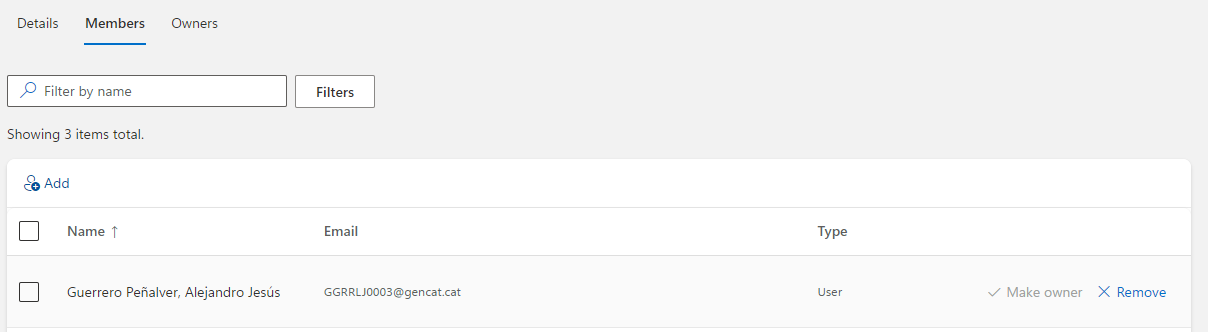 Details Members Owners
Filter by name Filters
Showing 3 items total.
Add
Name ↑ Email Type
Guerrero Peñalver, Alejandro Jesús GGRRLJ0003@gencat.cat User Make owner Remove